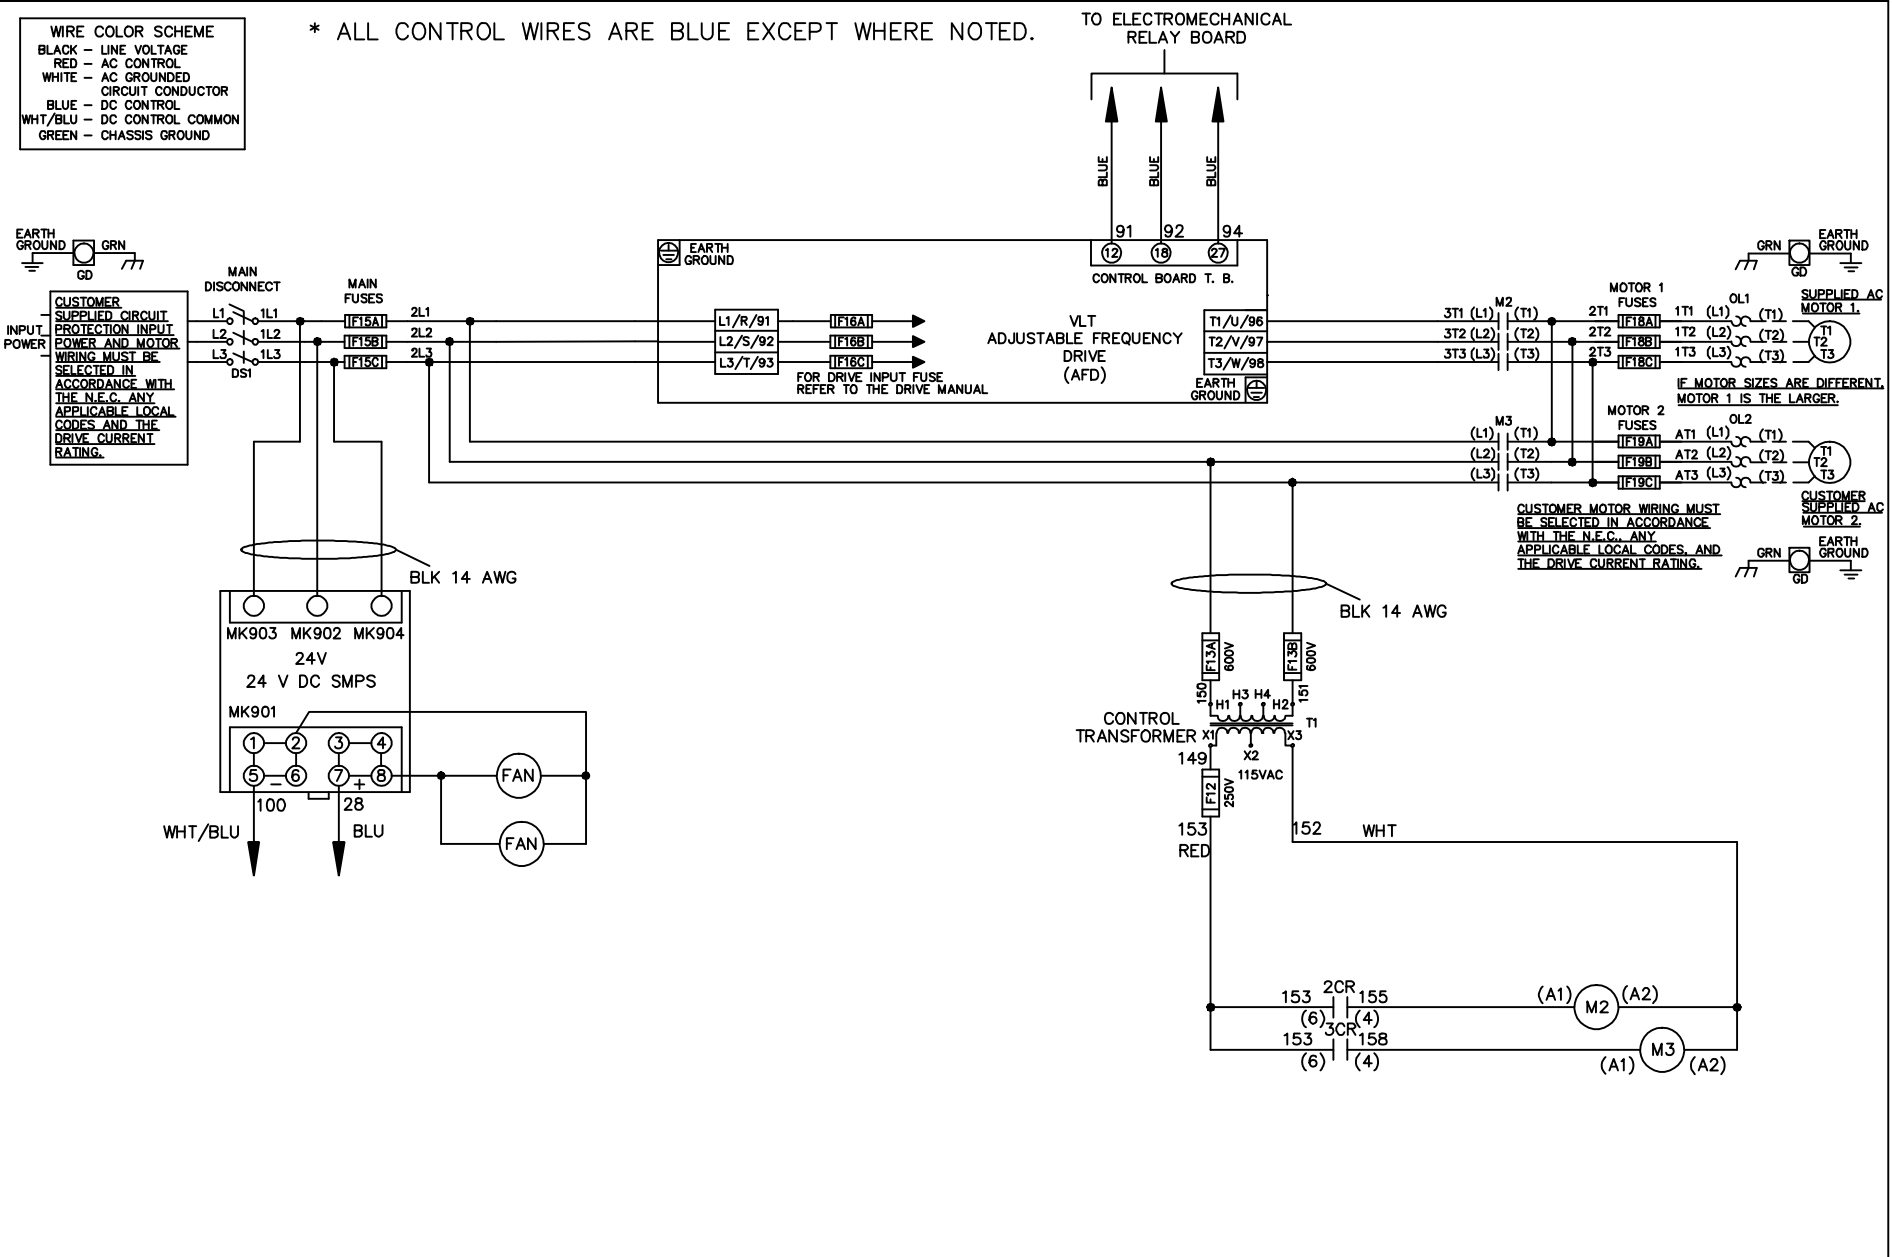 WIRE COLOR SCHEME
BLACK – LINE VOLTAGE
RED – AC CONTROL
WHITE – AC GROUNDED
CIRCUIT CONDUCTOR
BLUE – DC CONTROL
WHT/BLU – DC CONTROL COMMON
GREEN – CHASSIS GROUND
* ALL CONTROL WIRES ARE BLUE EXCEPT WHERE NOTED.
TO ELECTROMECHANICAL
RELAY BOARD
BLUE
BLUE
BLUE
91 92 94
12 18 27
CONTROL BOARD T. B.
EARTH
GROUND
GRN
GD
INPUT
POWER
CUSTOMER
SUPPLIED CIRCUIT
PROTECTION INPUT
POWER AND MOTOR
WIRING MUST BE
SELECTED IN
ACCORDANCE WITH
THE N.E.C. ANY
APPLICABLE LOCAL
CODES AND THE
DRIVE CURRENT
RATING.
MAIN
DISCONNECT
L1 1L1
L2 1L2
L3 1L3
DS1
MAIN
FUSES
F15A 2L1
F15B 2L2
F15C 2L3
EARTH
GROUND
L1/R/91 F16A
L2/S/92 F16B
L3/T/93 F16C
FOR DRIVE INPUT FUSE
REFER TO THE DRIVE MANUAL
VLT
ADJUSTABLE FREQUENCY
DRIVE
(AFD)
T1/U/96
T2/V/97
T3/W/98
EARTH
GROUND
M2
3T1 (L1) (T1)
3T2 (L2) (T2)
3T3 (L3) (T3)
MOTOR 1
FUSES
2T1 F18A 1T1 (L1) (T1)
2T2 F18B 1T2 (L2) (T2)
2T3 F18C 1T3 (L3) (T3)
OL1
GRN
GD
EARTH
GROUND
SUPPLIED AC
MOTOR 1.
T1
T2
T3
IF MOTOR SIZES ARE DIFFERENT,
MOTOR 1 IS THE LARGER.
M3
(L1) (T1)
(L2) (T2)
(L3) (T3)
MOTOR 2
FUSES
F19A AT1 (L1) (T1)
F19B AT2 (L2) (T2)
F19C AT3 (L3) (T3)
OL2
T1
T2
T3
CUSTOMER
SUPPLIED AC
MOTOR 2.
CUSTOMER MOTOR WIRING MUST
BE SELECTED IN ACCORDANCE
WITH THE N.E.C., ANY
APPLICABLE LOCAL CODES, AND
THE DRIVE CURRENT RATING.
GRN
GD
EARTH
GROUND
BLK 14 AWG
MK903 MK902 MK904
24V
24 V DC SMPS
MK901
1 2 3 4
5 – 6 7 + 8
100 28
WHT/BLU BLU
FAN
FAN
BLK 14 AWG
F13A 600V
F13B 600V
150 151
H1 H3 H4 H2
T1
CONTROL
TRANSFORMER
X1 X2 X3
149
115VAC
F12 250V
153
RED
152 WHT
153 2CR 155 (A1) M2 (A2)
(6) (4)
153 3CR 158 M3
(6) (4) (A1) (A2)